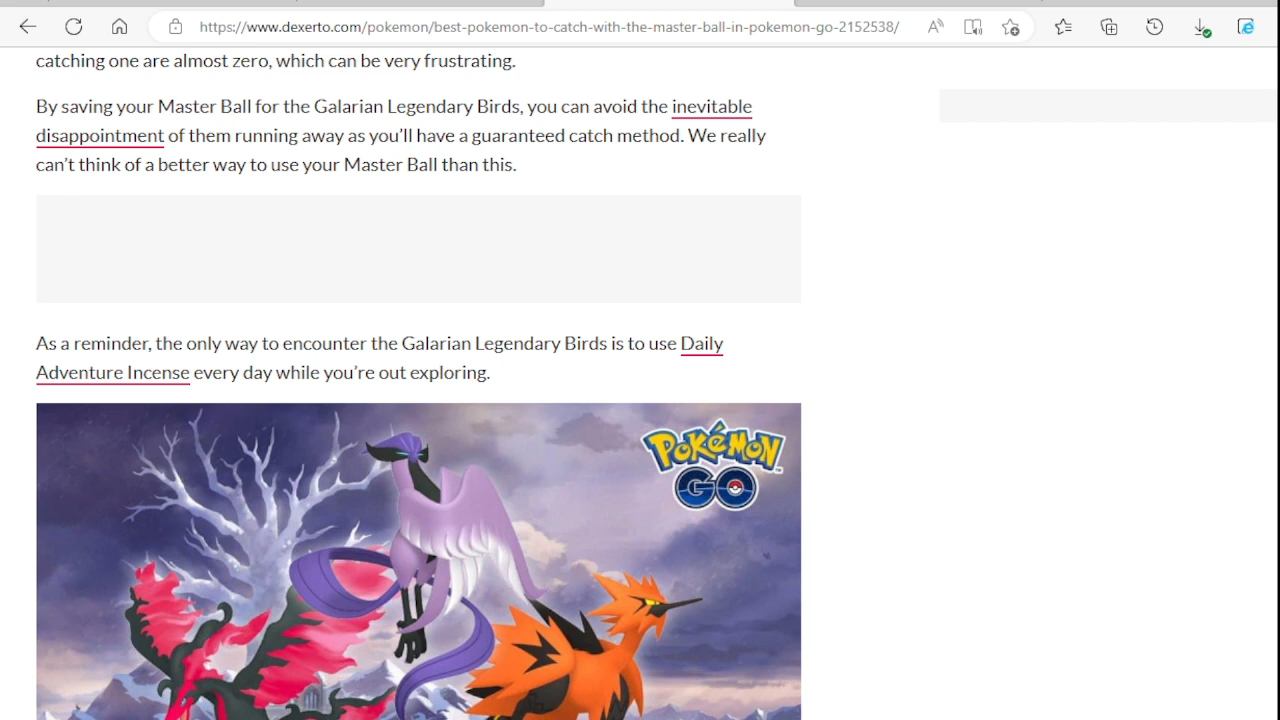 https://www.dexerto.com/pokemon/best-pokemon-to-catch-with-the-master-ball-in-pokemon-go-2152538/
catching one are almost zero, which can be very frustrating.
By saving your Master Ball for the Galarian Legendary Birds, you can avoid the inevitable
disappointment of them running away as you’ll have a guaranteed catch method. We really
can’t think of a better way to use your Master Ball than this.
As a reminder, the only way to encounter the Galarian Legendary Birds is to use Daily
Adventure Incense every day while you’re out exploring.
POKÉMON
GO